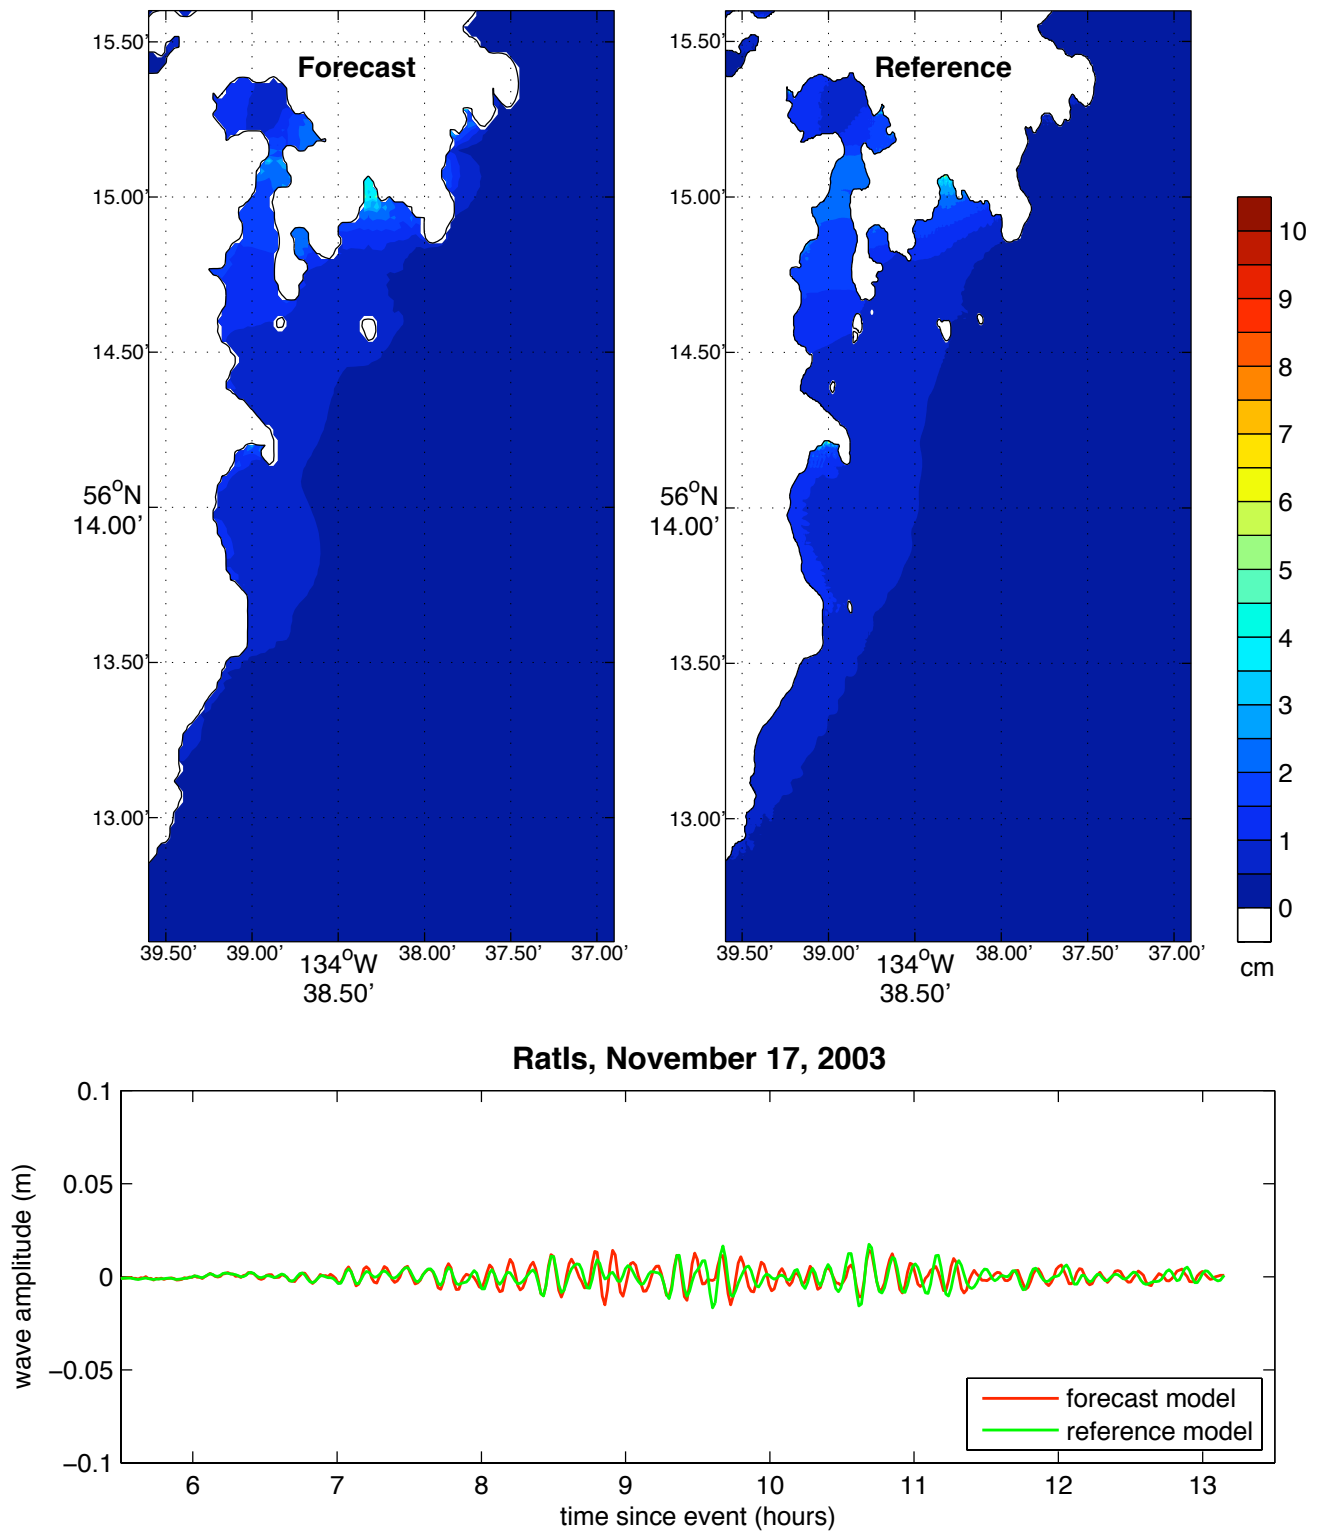 Forecast
15.50’
15.00’
14.50’
56oN
14.00’
13.50’
13.00’
39.50’ 39.00’ 134oW 38.00’ 37.50’ 37.00’
38.50’
Reference
15.50’
15.00’
14.50’
56oN
14.00’
13.50’
13.00’
39.50’ 39.00’ 134oW 38.00’ 37.50’ 37.00’
38.50’
10
9
8
7
6
5
4
3
2
1
0
cm
RatIs, November 17, 2003
wave amplitude (m)
0.1
0.05
0
−0.05
−0.1
forecast model
reference model
6 7 8 9 10 11 12 13
time since event (hours)